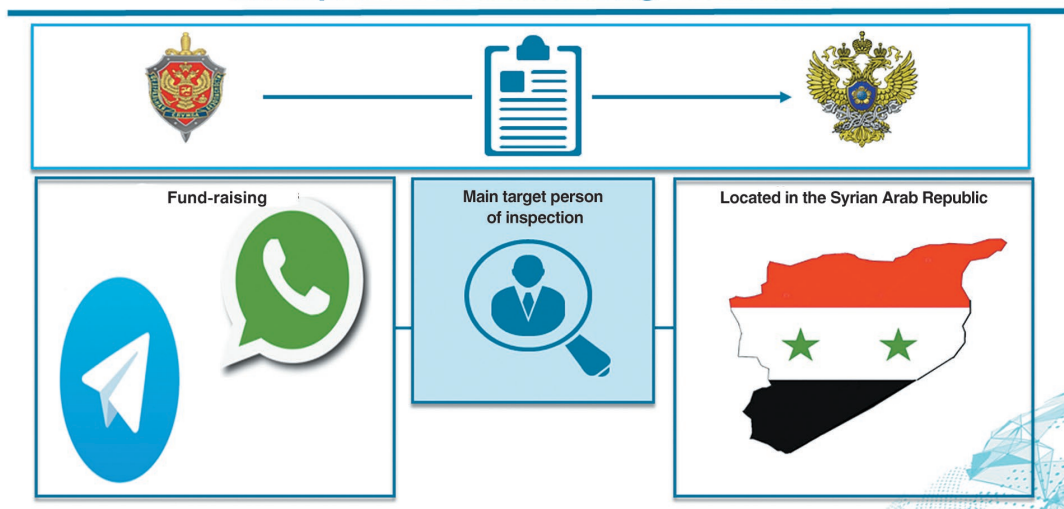 Fund-raising
Main target person
of inspection
Located in the Syrian Arab Republic